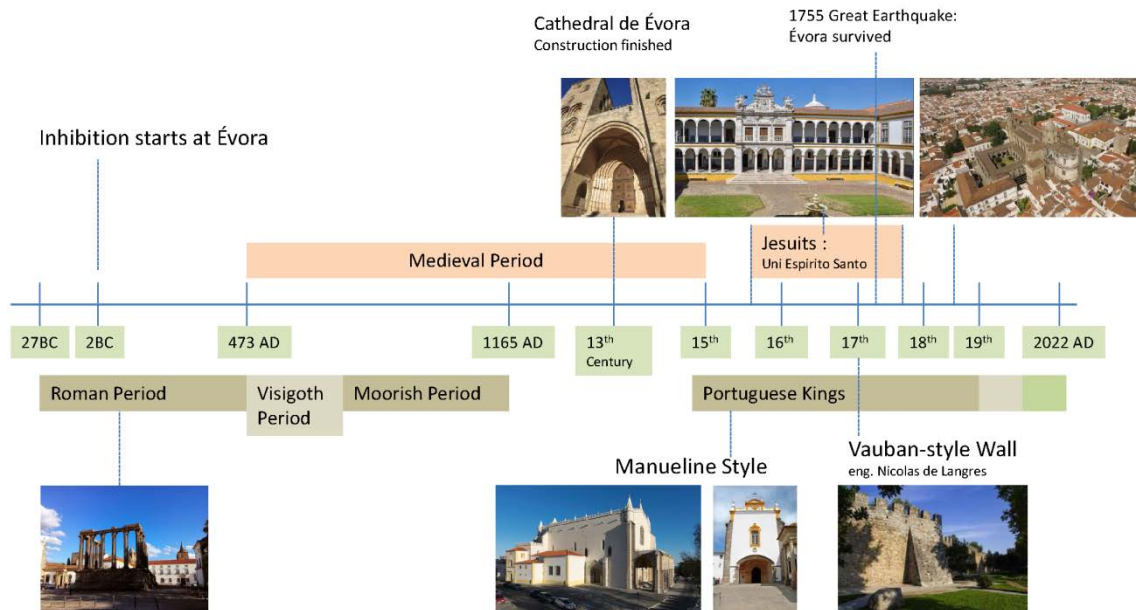 Cathedral de Évora
Construction finished
1755 Great Earthquake:
Évora survived
Inhibition starts at Évora
Medieval Period
Jesuits :
Uni Espirito Santo
27BC
2BC
473 AD
1165 AD
13th
Century
15th
16th
17th
18th
19th
2022 AD
Roman Period
Visigoth
Period
Moorish Period
Portuguese Kings
Manueline Style
Vauban-style Wall
eng. Nicolas de Langres